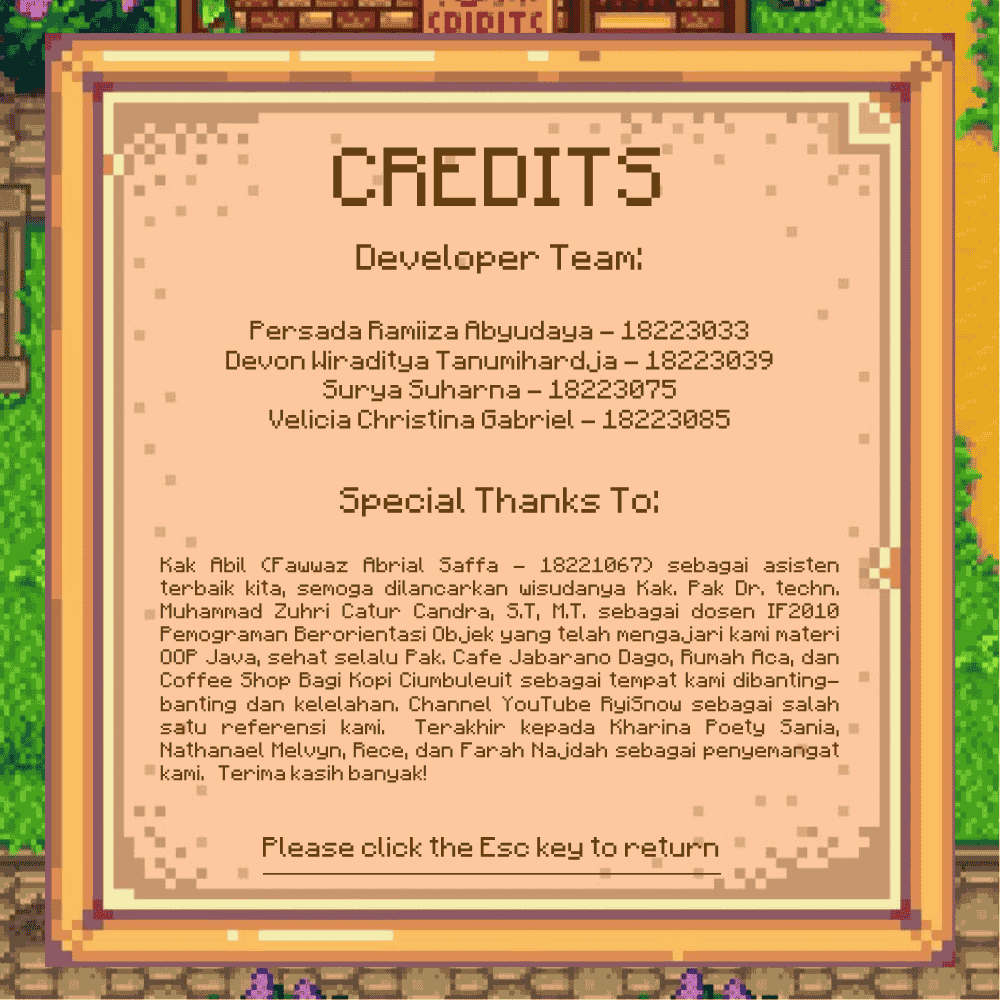 SPIRITS
CREDITS
Developer Team:
Persada Ramiiza Abyudaya – 18223033
Devon Wiraditya Tanumihardja – 18223039
Surya Suharna – 18223075
Velicia Christina Gabriel – 18223085
Special Thanks To:
Kak Abil (Fawwaz Abrial Saffa – 18221067) sebagai asisten
terbaik kita, semoga dilancarkan wisudanya Kak. Pak Dr. techn.
Muhammad Zuhri Catur Candra, S.T, M.T. sebagai dosen IF2010
Pemograman Berorientasi Objek yang telah mengajari kami materi
OOP Java, sehat selalu Pak. Cafe Jabarano Dago, Rumah Aca, dan
Coffee Shop Bagi Kopi Ciumbuleuit sebagai tempat kami dibanting-
banting dan kelelahan. Channel YouTube RyiSnow sebagai salah
satu referensi kami. Terakhir kepada Kharina Poety Sania,
Nathanael Melvyn, Rece, dan Farah Najdah sebagai penyemangat
kami. Terima kasih banyak!
Please click the Esc key to return